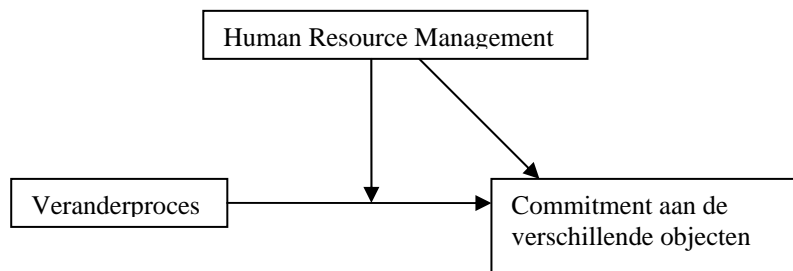 Human Resource Management
Veranderproces
Commitment aan de
verschillende objecten